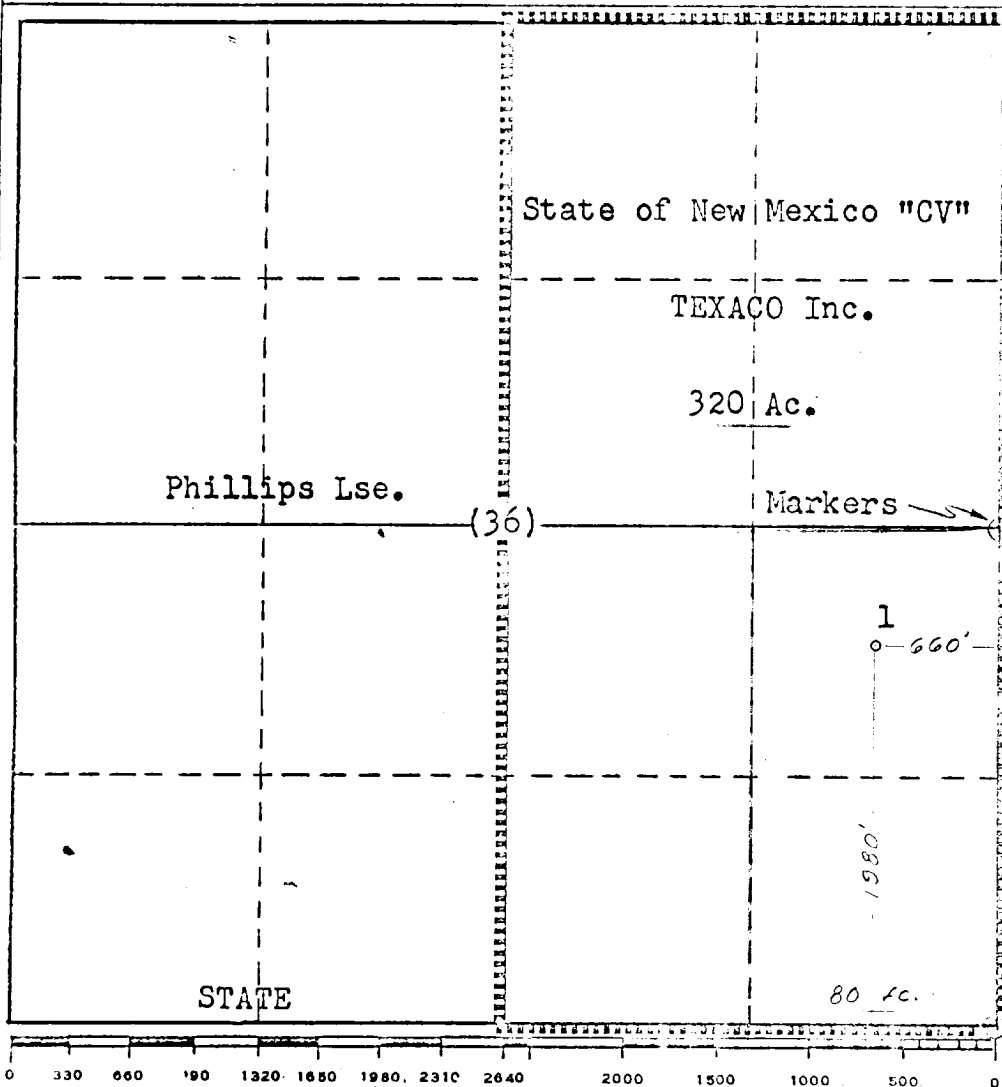 State of New Mexico "CV"
TEXACO Inc.
320 Ac.
Phillips Lse.
(36)
Markers
1
660'
1980'
80 Ac.
STATE
0 330 660 990 1320 1650 1980 2310 2640 2000 1500 1000 500 0